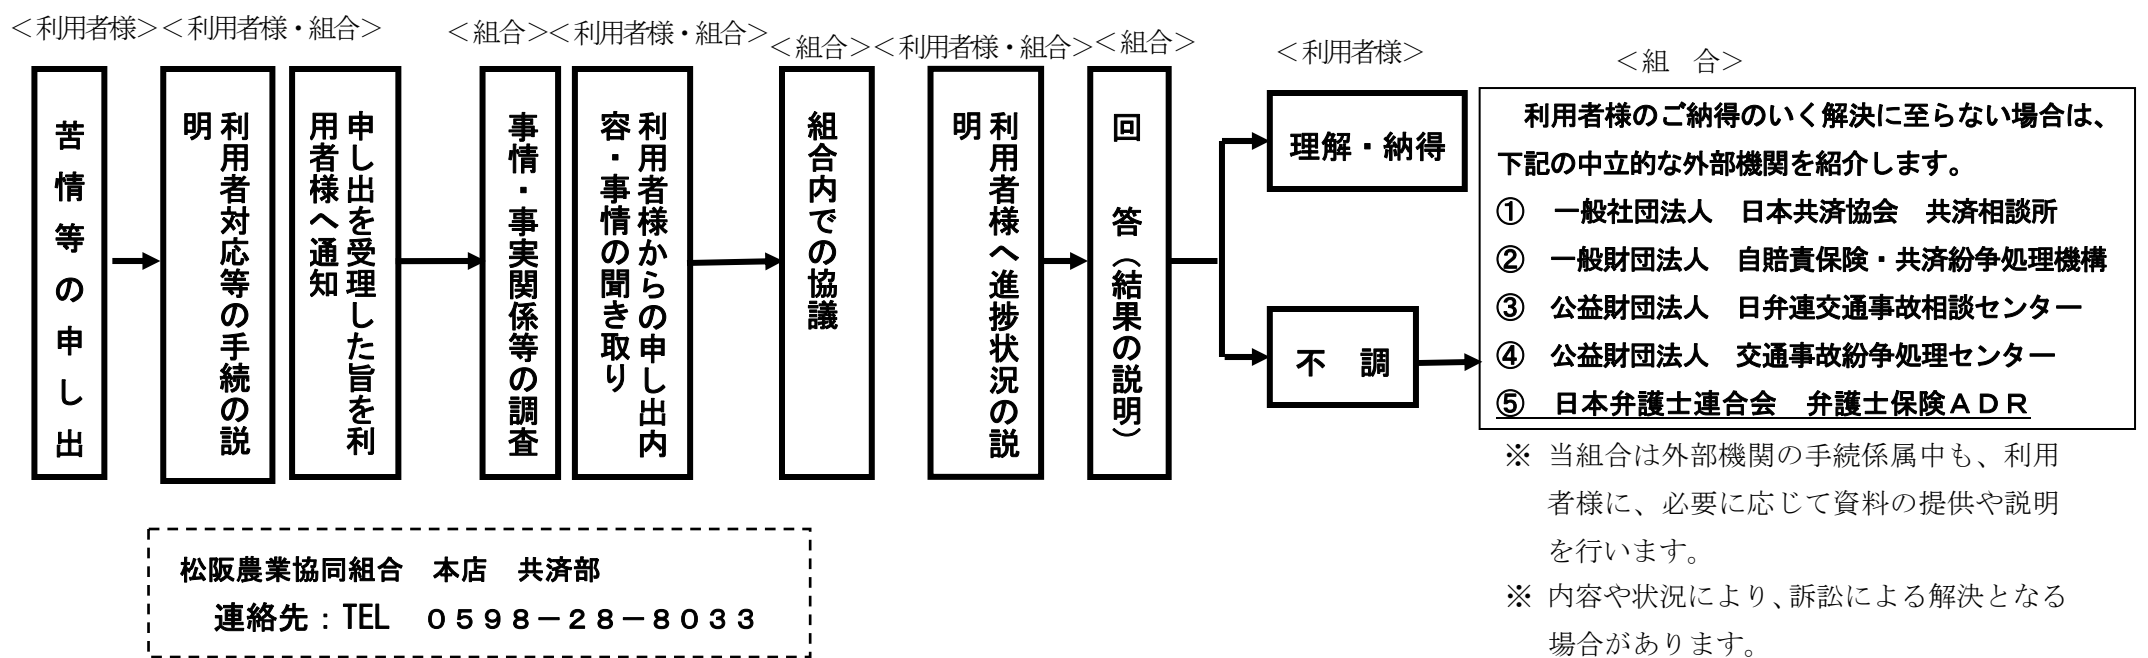 ＜利用者様＞
＜利用者様・組合＞
＜組合＞
＜利用者様・組合＞
＜組合＞
＜利用者様・組合＞
＜組合＞
＜利用者様＞
＜組　合＞
苦情等の申し出
利用者対応等の手続の説
明
申し出を受理した旨を利
用者様へ通知
事情・事実関係等の調査
利用者様からの申し出内
容・事情の聞き取り
組合内での協議
利用者様へ進捗状況の説
明
回　答（結果の説明）
理解・納得
不　調
利用者様のご納得のいく解決に至らない場合は、
下記の中立的な外部機関を紹介します。
①　一般社団法人　日本共済協会　共済相談所
②　一般財団法人　自賠責保険・共済紛争処理機構
③　公益財団法人　日弁連交通事故相談センター
④　公益財団法人　交通事故紛争処理センター
⑤　日本弁護士連合会　弁護士保険ＡＤＲ
※ 当組合は外部機関の手続係属中も、利用
者様に、必要に応じて資料の提供や説明
を行います。
※ 内容や状況により、訴訟による解決となる
場合があります。
松阪農業協同組合　本店　共済部
連絡先：TEL　０５９８－２８－８０３３